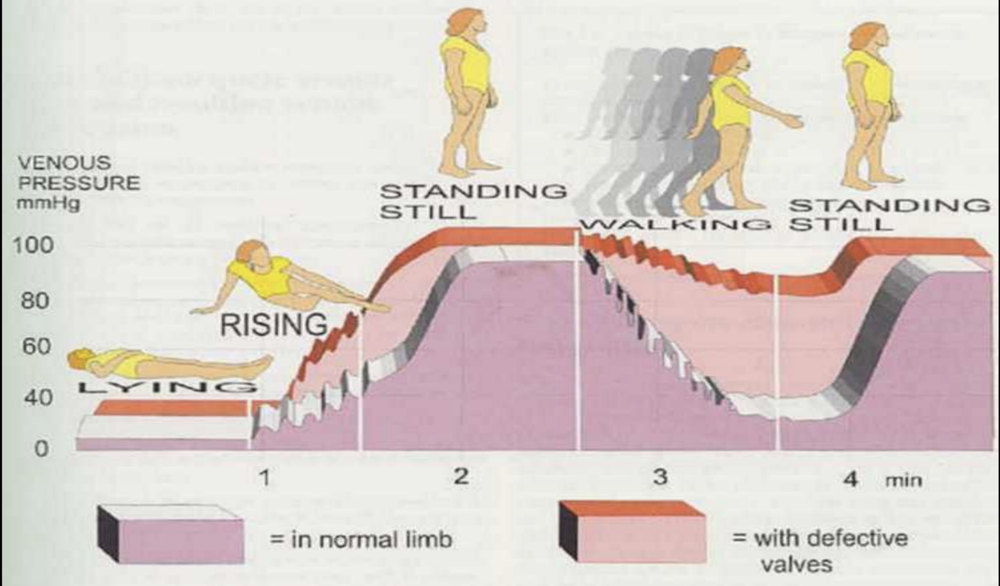 VENOUS
PRESSURE
mmHg
STANDING
STILL
WALKING
STANDING
STILL
RISING
LYING
100
80
60
40
0
1
2
3
4 min
= in normal limb
= with defective
valves